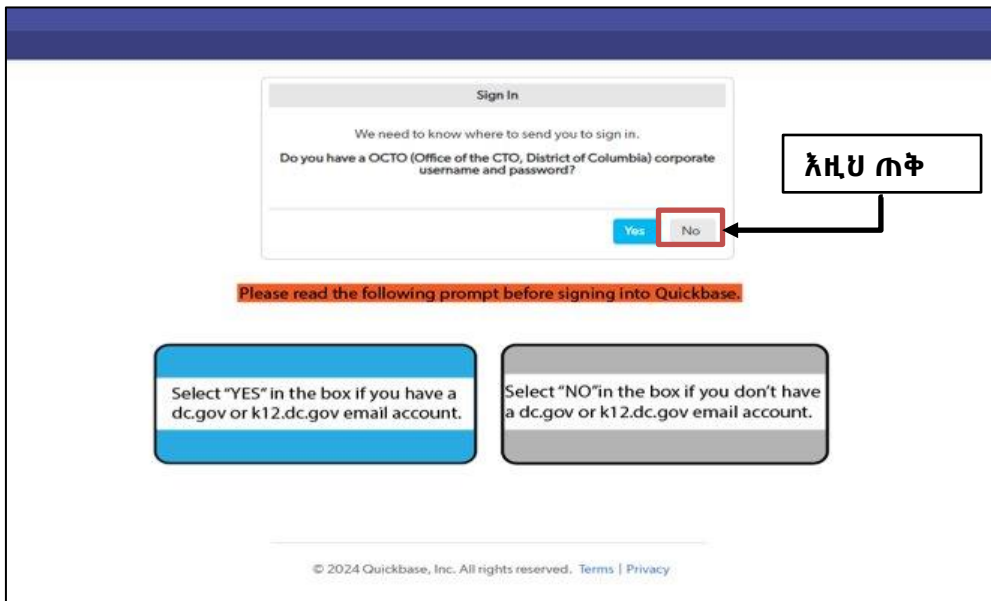 Sign In
We need to know where to send you to sign in.
Do you have a OCTO (Office of the CTO, District of Columbia) corporate
username and password?
እዚህ ጠቅ
Yes
No
Please read the following prompt before signing into Quickbase.
Select “YES” in the box if you have a
dc.gov or k12.dc.gov email account.
Select “NO”in the box if you don’t have
a dc.gov or k12.dc.gov email account.
© 2024 Quickbase, Inc. All rights reserved. Terms | Privacy